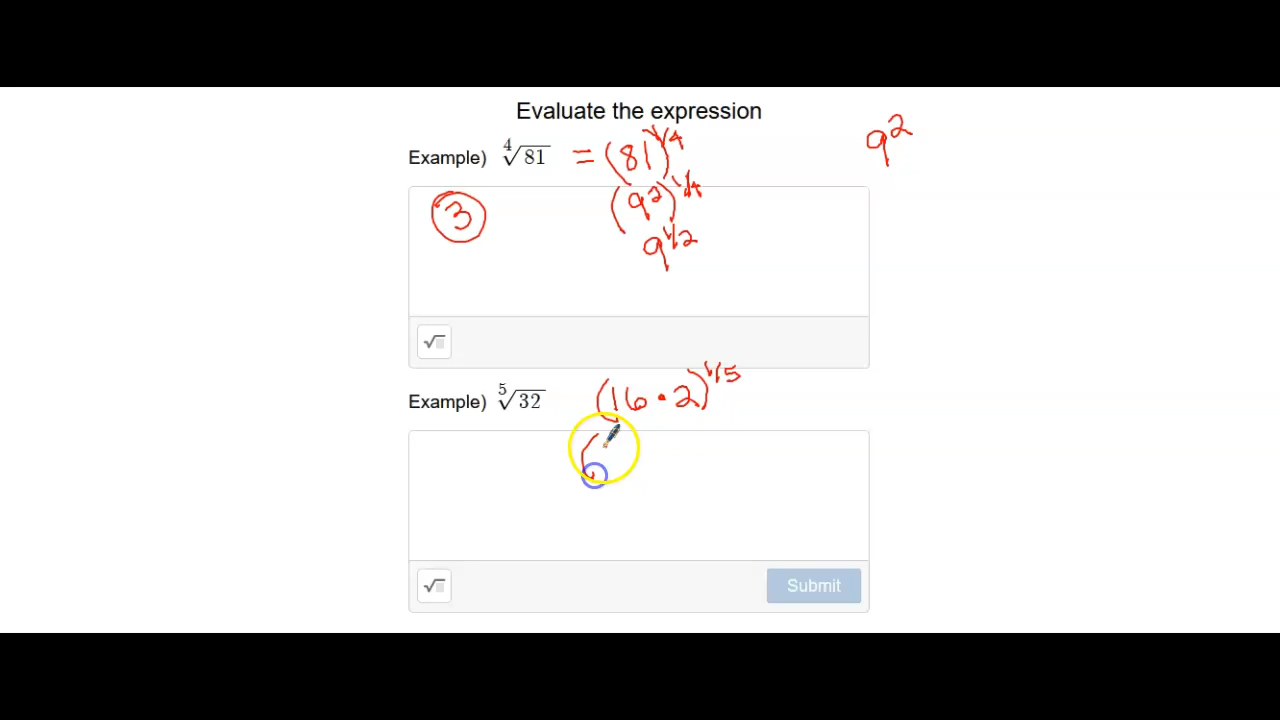 Evaluate the expression
Example) ∜81 = (81)^1/4
9^2
3
(9^2)^1/4
9^1/2
√
Example) ⁵√32 (16 · 2)^1/5
(
√
Submit